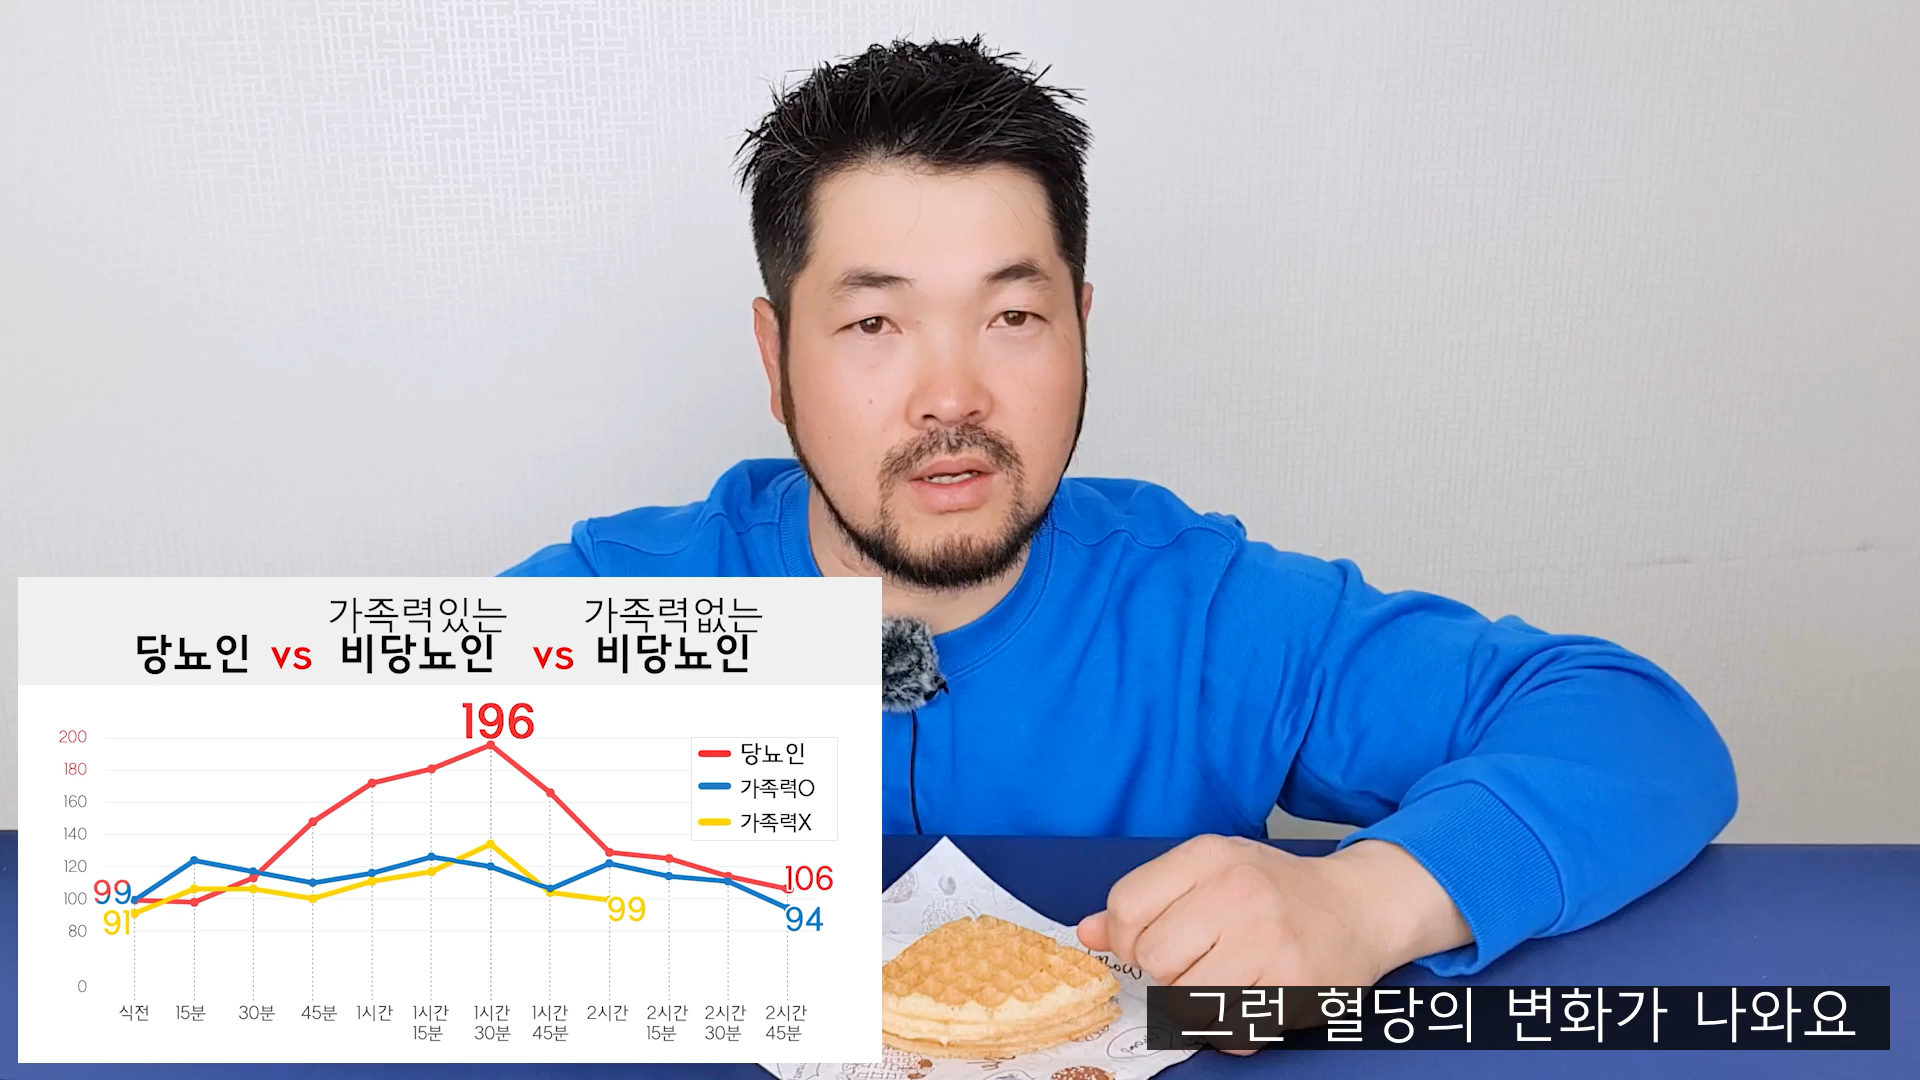 가족력있는 가족력없는
당뇨인 vs 비당뇨인 vs 비당뇨인
196
200
180
160
140
120
100
80
0
당뇨인
가족력O
가족력X
99
91
99
106
94
식전 15분 30분 45분 1시간 1시간 1시간 1시간 2시간 2시간 2시간 2시간
15분 30분 45분 15분 30분 45분
그런 혈당의 변화가 나와요